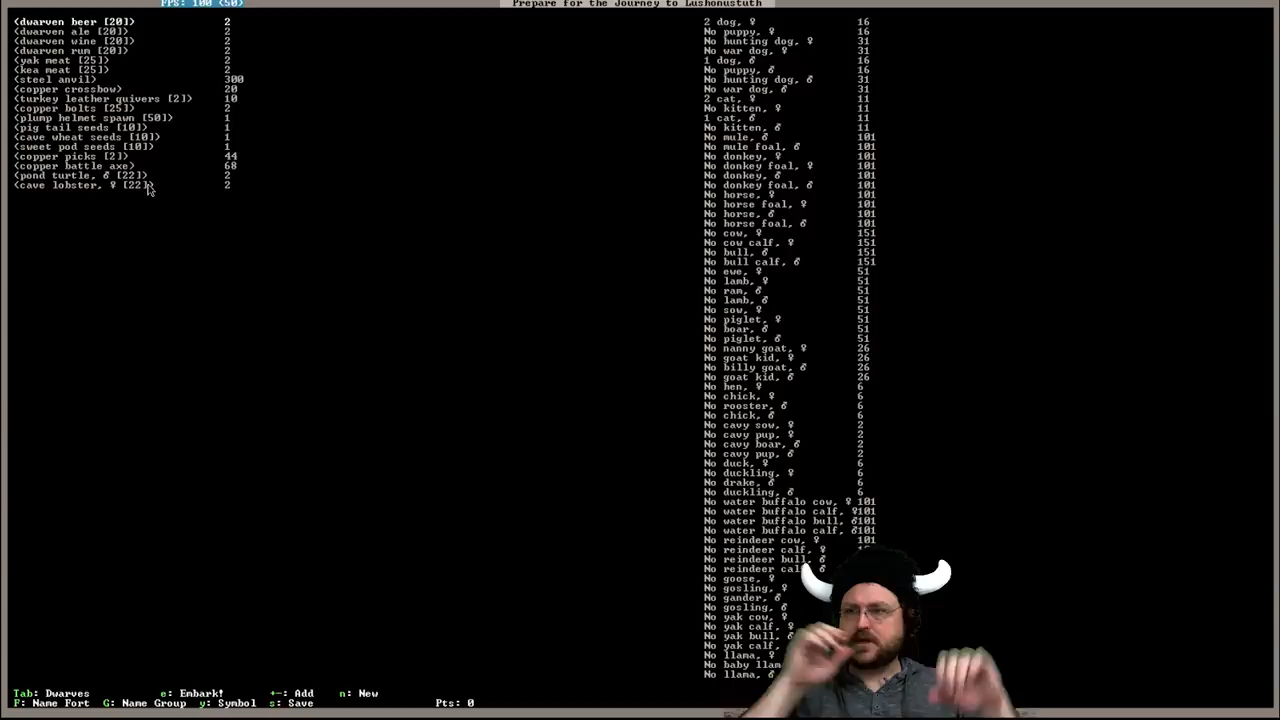 FPS: 100 (50)
Prepare for the Journey to Lushonustuth
<dwarven beer [20]> 2
<dwarven ale [20]> 2
<dwarven wine [20]> 2
<dwarven rum [20]> 2
<yak meat [25]> 2
<kea meat [25]> 2
<steel anvil> 300
<copper crossbow> 20
<turkey leather quivers [2]> 10
<copper bolts [25]> 2
<plump helmet spawn [50]> 1
<pig tail seeds [10]> 1
<cave wheat seeds [10]> 1
<sweet pod seeds [10]> 1
<copper picks [2]> 44
<copper battle axe> 68
<pond turtle, ♂ [22]> 2
<cave lobster, ♀ [22]> 2
2 dog, ♀ 16
No puppy, ♀ 16
No hunting dog, ♀ 31
No war dog, ♀ 31
1 dog, ♂ 16
No puppy, ♂ 16
No hunting dog, ♂ 31
No war dog, ♂ 31
2 cat, ♀ 11
No kitten, ♀ 11
1 cat, ♂ 11
No kitten, ♂ 11
No mule, ♂ 101
No mule foal, ♂ 101
No donkey, ♀ 101
No donkey foal, ♀ 101
No donkey, ♂ 101
No donkey foal, ♂ 101
No horse, ♀ 101
No horse foal, ♀ 101
No horse, ♂ 101
No horse foal, ♂ 101
No cow, ♀ 151
No cow calf, ♀ 151
No bull, ♂ 151
No bull calf, ♂ 151
No ewe, ♀ 51
No lamb, ♀ 51
No ram, ♂ 51
No lamb, ♂ 51
No sow, ♀ 51
No piglet, ♀ 51
No boar, ♂ 51
No piglet, ♂ 51
No nanny goat, ♀ 26
No goat kid, ♀ 26
No billy goat, ♂ 26
No goat kid, ♂ 26
No hen, ♀ 6
No chick, ♀ 6
No rooster, ♂ 6
No chick, ♂ 6
No cavy sow, ♀ 2
No cavy pup, ♀ 2
No cavy boar, ♂ 2
No cavy pup, ♂ 2
No duck, ♀ 6
No duckling, ♀ 6
No drake, ♂ 6
No duckling, ♂ 6
No water buffalo cow, ♀ 101
No water buffalo calf, ♀101
No water buffalo bull, ♂101
No water buffalo calf, ♂101
No reindeer cow, ♀ 101
No reindeer calf, ♀
No reindeer bull, ♂
No reindeer calf, ♂
No goose, ♀
No gosling, ♀
No gander, ♂
No gosling, ♂
No yak cow, ♀
No yak calf, ♀
No yak bull, ♂
No yak calf,
No llama, ♀
No baby llam
No llama, ♂
Tab: Dwarves e: Embark! +-: Add n: New
F: Name Fort G: Name Group y: Symbol s: Save Pts: 0